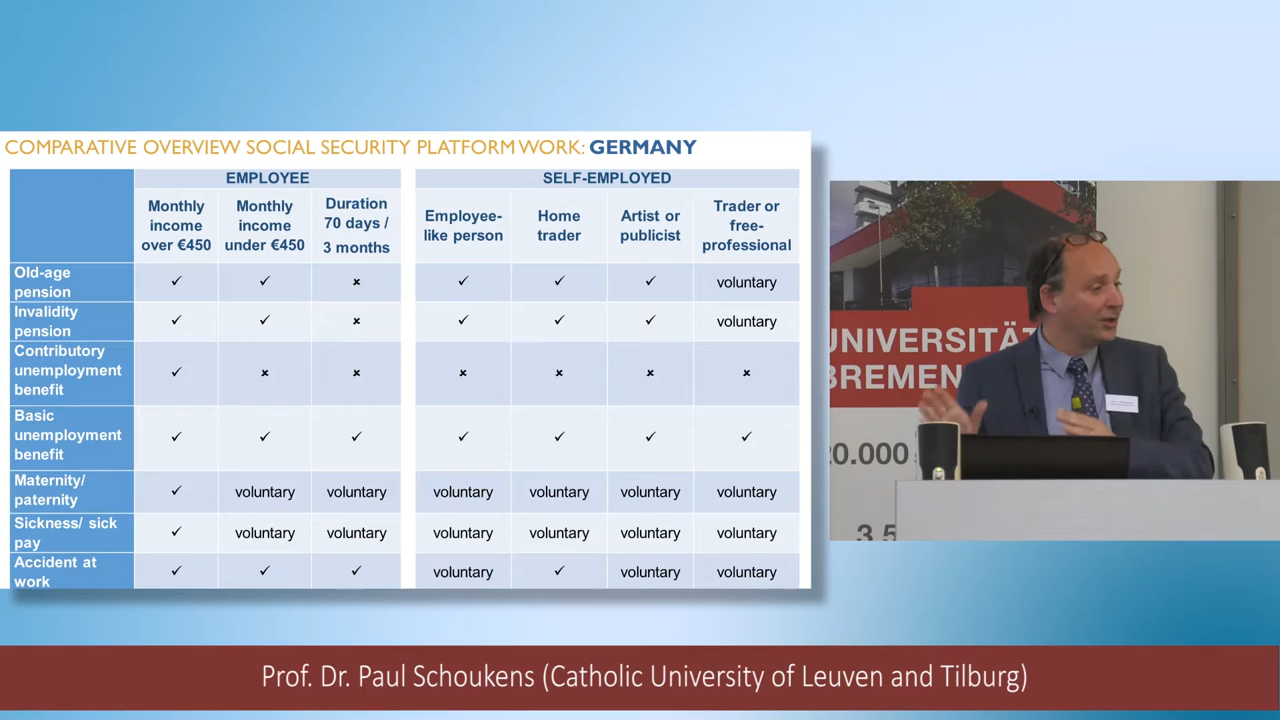 COMPARATIVE OVERVIEW SOCIAL SECURITY PLATFORM WORK: GERMANY
EMPLOYEE SELF-EMPLOYED
Monthly income over €450 Monthly income under €450 Duration 70 days / 3 months Employee-like person Home trader Artist or publicist Trader or free-professional
Old-age pension ✓ ✓ × ✓ ✓ ✓ voluntary
Invalidity pension ✓ ✓ × ✓ ✓ ✓ voluntary
Contributory unemployment benefit ✓ × × × × × ×
Basic unemployment benefit ✓ ✓ ✓ ✓ ✓ ✓ ✓
Maternity/ paternity ✓ voluntary voluntary voluntary voluntary voluntary voluntary
Sickness/ sick pay ✓ voluntary voluntary voluntary voluntary voluntary voluntary
Accident at work ✓ ✓ ✓ voluntary ✓ voluntary voluntary
UNIVERSITÄT
BREMEN
20.000
3.5
Prof. Dr. Paul Schoukens (Catholic University of Leuven and Tilburg)